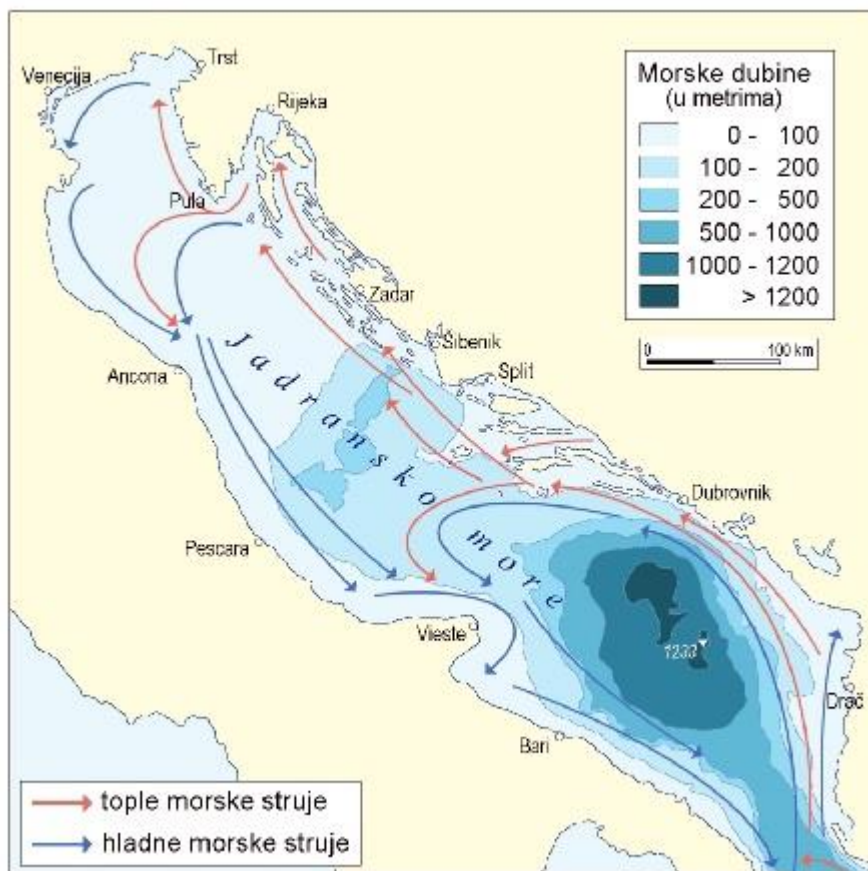 Trst
Venecija
Rijeka
Pula
Zadar
Šibenik
Split
Ancona
Jadransko more
Dubrovnik
Pescara
Vieste
1233
Drač
Bari
Morske dubine
(u metrima)
0 - 100
100 - 200
200 - 500
500 - 1000
1000 - 1200
> 1200
0 100 km
tople morske struje
hladne morske struje